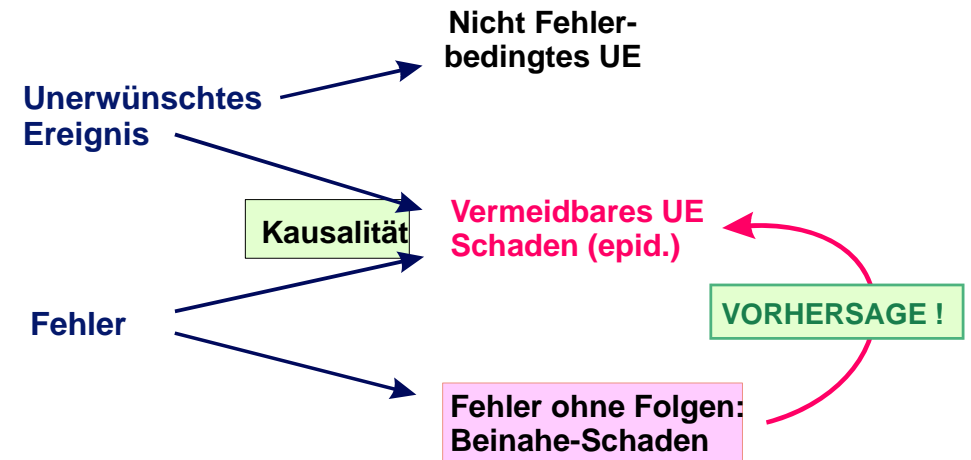 Nicht Fehler-
bedingtes UE
Unerwünschtes
Ereignis
Kausalität
Vermeidbares UE
Schaden (epid.)
Fehler
VORHERSAGE !
Fehler ohne Folgen:
Beinahe-Schaden